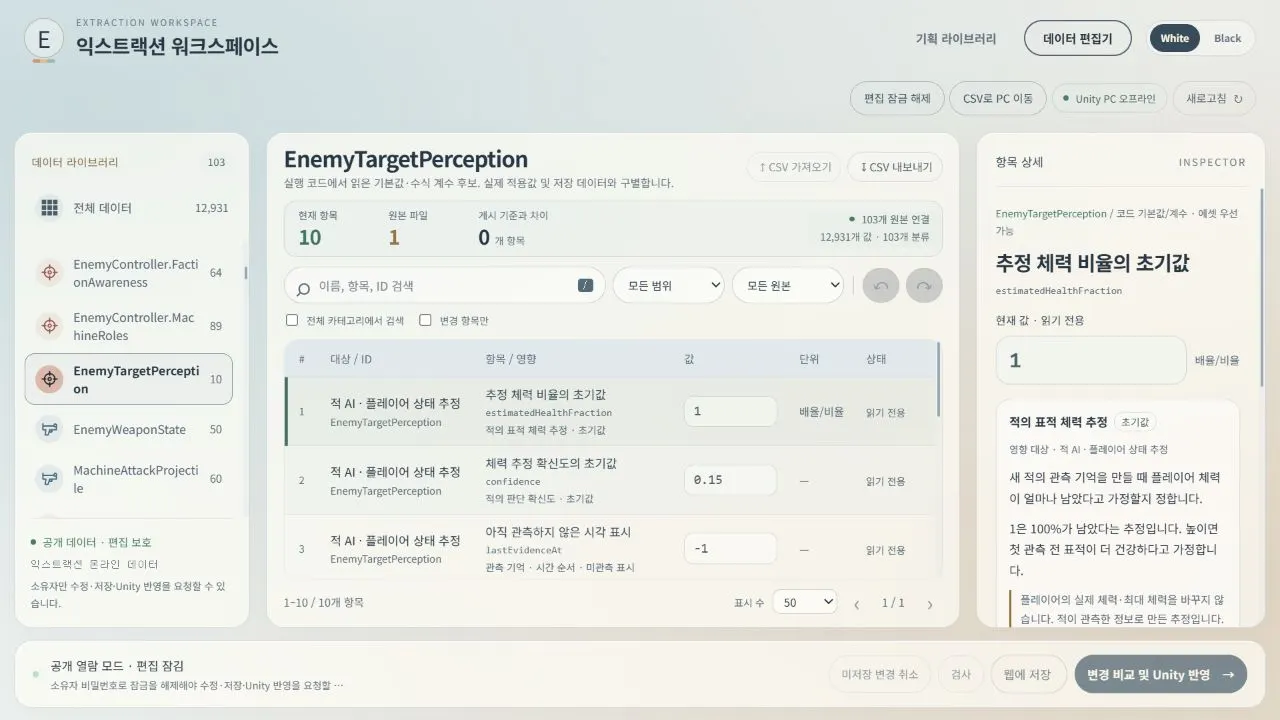 E
EXTRACTION WORKSPACE
익스트랙션 워크스페이스
기획 라이브러리
데이터 편집기
White
Black
편집 잠금 해제
CSV로 PC 이동
Unity PC 오프라인
새로고침 ↻
데이터 라이브러리 103
전체 데이터 12,931
EnemyController.Facti
onAwareness 64
EnemyController.Mac
hineRoles 89
EnemyTargetPercepti
on 10
EnemyWeaponState 50
MachineAttackProjecti
le 60
공개 데이터 · 편집 보호
익스트랙션 온라인 데이터
소유자만 수정·저장·Unity 반영을 요청할 수 있
습니다.
EnemyTargetPerception
실행 코드에서 읽은 기본값·수식 계수 후보. 실제 적용값 및 저장 데이터와 구별합니다.
↥ CSV 가져오기
↧ CSV 내보내기
현재 항목 원본 파일 게시 기준과 차이
10 1 0 개 항목
103개 원본 연결
12,931개 값 · 103개 분류
이름, 항목, ID 검색 /
모든 범위
모든 원본
전체 카테고리에서 검색
변경 항목만
# 대상 / ID 항목 / 영향 값 단위 상태
1 적 AI · 플레이어 상태 추정
EnemyTargetPerception
추정 체력 비율의 초기값
estimatedHealthFraction
적의 표적 체력 추정 · 초기값
1 배율/비율 읽기 전용
2 적 AI · 플레이어 상태 추정
EnemyTargetPerception
체력 추정 확신도의 초기값
confidence
적의 판단 확신도 · 초기값
0.15 — 읽기 전용
3 적 AI · 플레이어 상태 추정
EnemyTargetPerception
아직 관측하지 않은 시각 표시
lastEvidenceAt
관측 기억 · 시간 순서 · 미관측 표시
-1 — 읽기 전용
1–10 / 10개 항목
표시 수 50 ‹ 1 / 1 ›
항목 상세 INSPECTOR
EnemyTargetPerception / 코드 기본값/계수 · 에셋 우선
가능
추정 체력 비율의 초기값
estimatedHealthFraction
현재 값 · 읽기 전용
1 배율/비율
적의 표적 체력 추정 초기값
영향 대상 · 적 AI · 플레이어 상태 추정
새 적의 관측 기억을 만들 때 플레이어 체력
이 얼마나 남았다고 가정할지 정합니다.
1은 100%가 남았다는 추정입니다. 높이면
첫 관측 전 표적이 더 건강하다고 가정합니
다.
플레이어의 실제 체력·최대 체력을 바꾸지 않
습니다. 적이 관측한 정보로 만든 추정입니다.
공개 열람 모드 · 편집 잠김
소유자 비밀번호로 잠금을 해제해야 수정·저장·Unity 반영을 요청할 …
미저장 변경 취소
검사
웹에 저장
변경 비교 및 Unity 반영 →